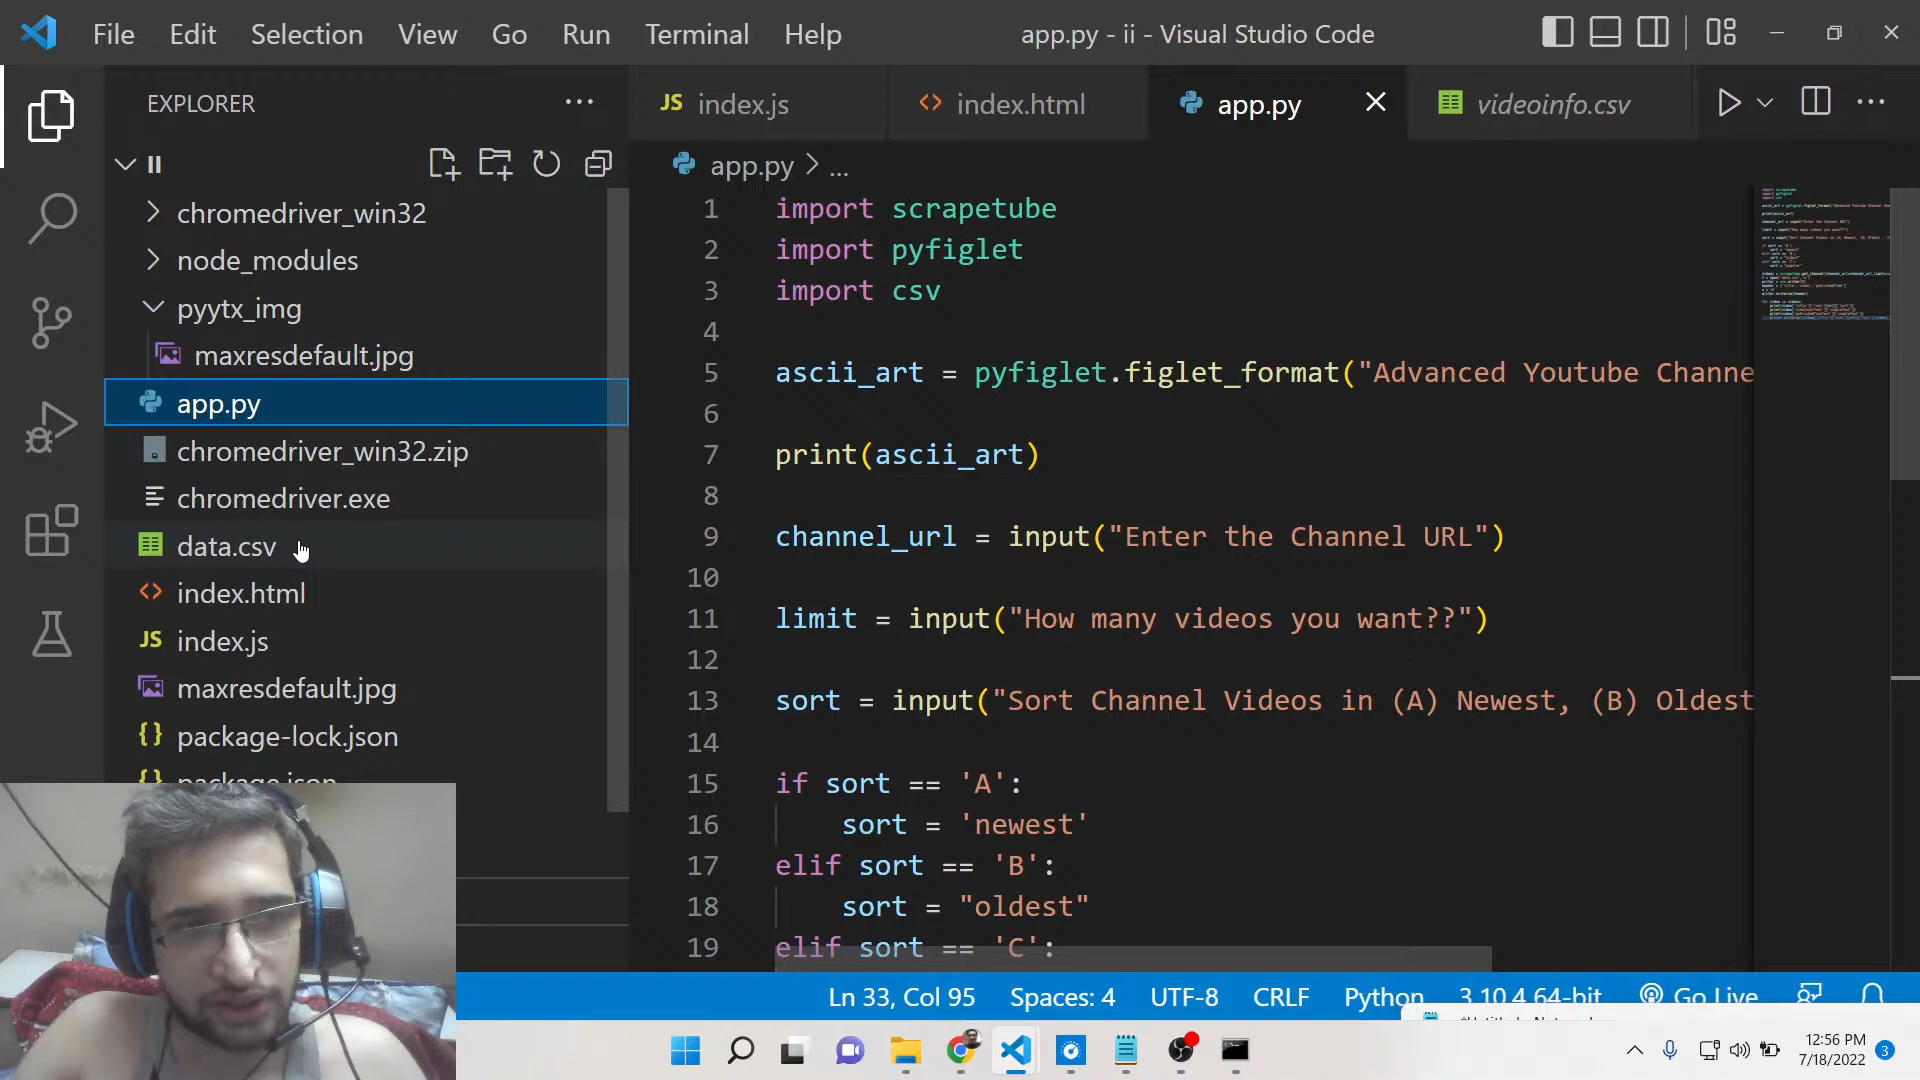 File Edit Selection View Go Run Terminal Help app.py - ii - Visual Studio Code
EXPLORER
JS index.js
<> index.html
app.py
videoinfo.csv
II
app.py > ...
chromedriver_win32
node_modules
pyytx_img
maxresdefault.jpg
app.py
chromedriver_win32.zip
chromedriver.exe
data.csv
<> index.html
JS index.js
maxresdefault.jpg
{} package-lock.json
{} package.json
1 import scrapetube
2 import pyfiglet
3 import csv
4
5 ascii_art = pyfiglet.figlet_format("Advanced Youtube Channe
6
7 print(ascii_art)
8
9 channel_url = input("Enter the Channel URL")
10
11 limit = input("How many videos you want??")
12
13 sort = input("Sort Channel Videos in (A) Newest, (B) Oldest
14
15 if sort == 'A':
16 sort = 'newest'
17 elif sort == 'B':
18 sort = "oldest"
19 elif sort == 'C':
Ln 33, Col 95 Spaces: 4 UTF-8 CRLF Python 3.10.4 64-bit Go Live
12:56 PM
7/18/2022 3